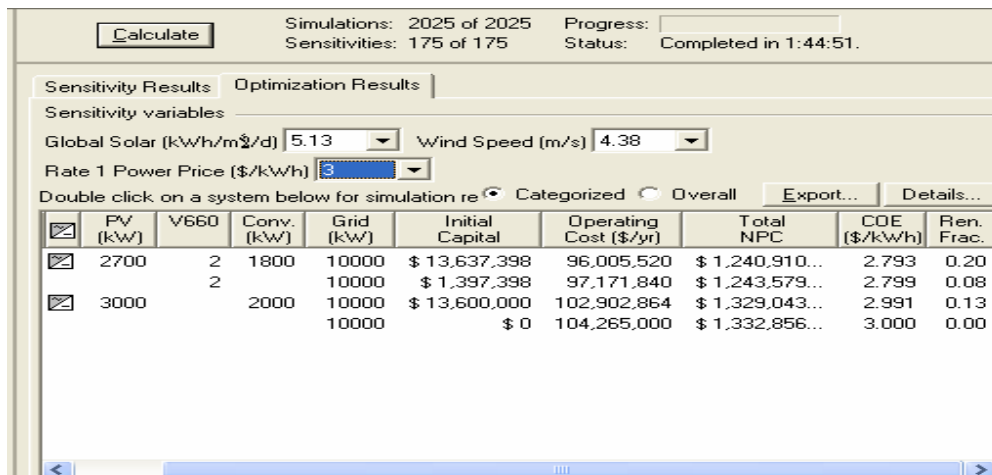 Calculate Simulations: 2025 of 2025 Progress:
Sensitivities: 175 of 175 Status: Completed in 1:44:51.
Sensitivity Results Optimization Results
Sensitivity variables
Global Solar (kWh/m²/d) 5.13 Wind Speed (m/s) 4.38
Rate 1 Power Price ($/kWh) 3
Double click on a system below for simulation re Categorized Overall Export... Details...
PV (kW) V660 Conv. (kW) Grid (kW) Initial Capital Operating Cost ($/yr) Total NPC COE ($/kWh) Ren. Frac.
2700 2 1800 10000 $ 13,637,398 96,005,520 $ 1,240,910... 2.793 0.20
2 10000 $ 1,397,398 97,171,840 $ 1,243,579... 2.799 0.08
3000 2000 10000 $ 13,600,000 102,902,864 $ 1,329,043... 2.991 0.13
10000 $ 0 104,265,000 $ 1,332,856... 3.000 0.00